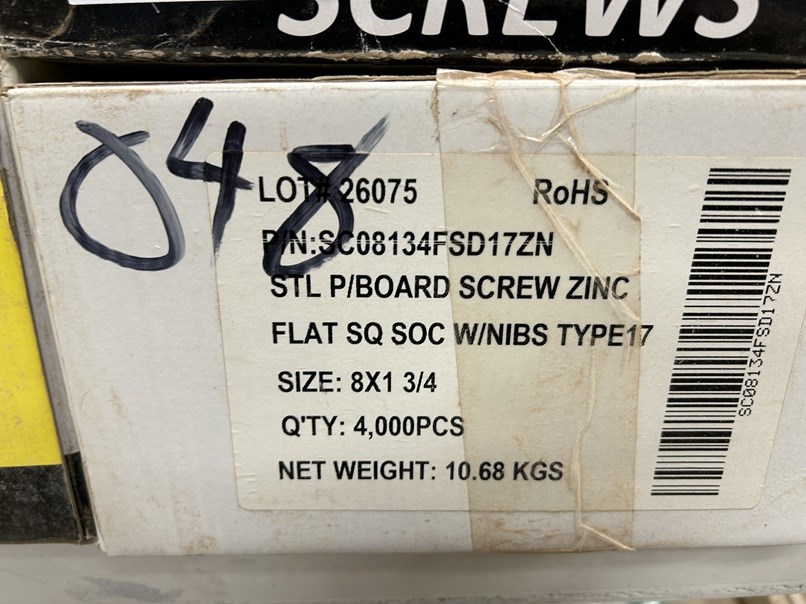 SCREWS
048
LOT# 26075 RoHS
P/N:SC08134FSD17ZN
STL P/BOARD SCREW ZINC
FLAT SQ SOC W/NIBS TYPE17
SIZE: 8X1 3/4
Q'TY: 4,000PCS
NET WEIGHT: 10.68 KGS
SC08134FSD17ZN